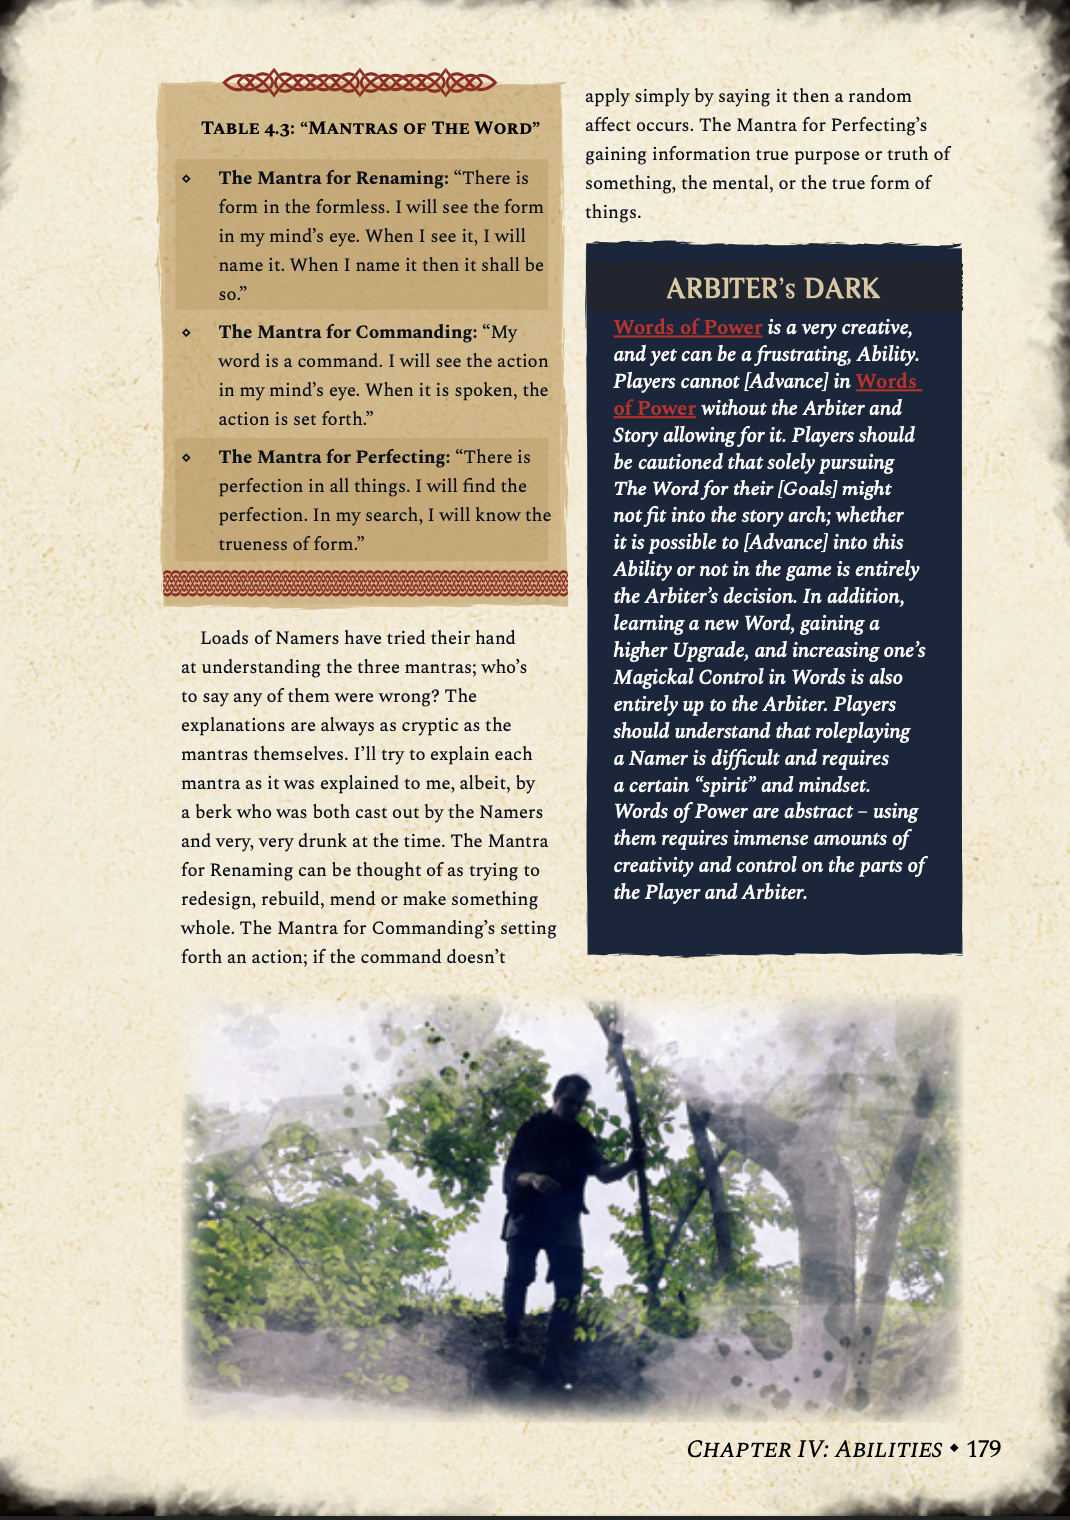 TABLE 4.3: “MANTRAS OF THE WORD”
⋄ The Mantra for Renaming: “There is
form in the formless. I will see the form
in my mind’s eye. When I see it, I will
name it. When I name it then it shall be
so.”
⋄ The Mantra for Commanding: “My
word is a command. I will see the action
in my mind’s eye. When it is spoken, the
action is set forth.”
⋄ The Mantra for Perfecting: “There is
perfection in all things. I will find the
perfection. In my search, I will know the
trueness of form.”
Loads of Namers have tried their hand
at understanding the three mantras; who’s
to say any of them were wrong? The
explanations are always as cryptic as the
mantras themselves. I’ll try to explain each
mantra as it was explained to me, albeit, by
a berk who was both cast out by the Namers
and very, very drunk at the time. The Mantra
for Renaming can be thought of as trying to
redesign, rebuild, mend or make something
whole. The Mantra for Commanding’s setting
forth an action; if the command doesn’t
apply simply by saying it then a random
affect occurs. The Mantra for Perfecting’s
gaining information true purpose or truth of
something, the mental, or the true form of
things.
ARBITER’s DARK
Words of Power is a very creative,
and yet can be a frustrating, Ability.
Players cannot [Advance] in Words
of Power without the Arbiter and
Story allowing for it. Players should
be cautioned that solely pursuing
The Word for their [Goals] might
not fit into the story arch; whether
it is possible to [Advance] into this
Ability or not in the game is entirely
the Arbiter’s decision. In addition,
learning a new Word, gaining a
higher Upgrade, and increasing one’s
Magickal Control in Words is also
entirely up to the Arbiter. Players
should understand that roleplaying
a Namer is difficult and requires
a certain “spirit” and mindset.
Words of Power are abstract – using
them requires immense amounts of
creativity and control on the parts of
the Player and Arbiter.
CHAPTER IV: ABILITIES ◆ 179